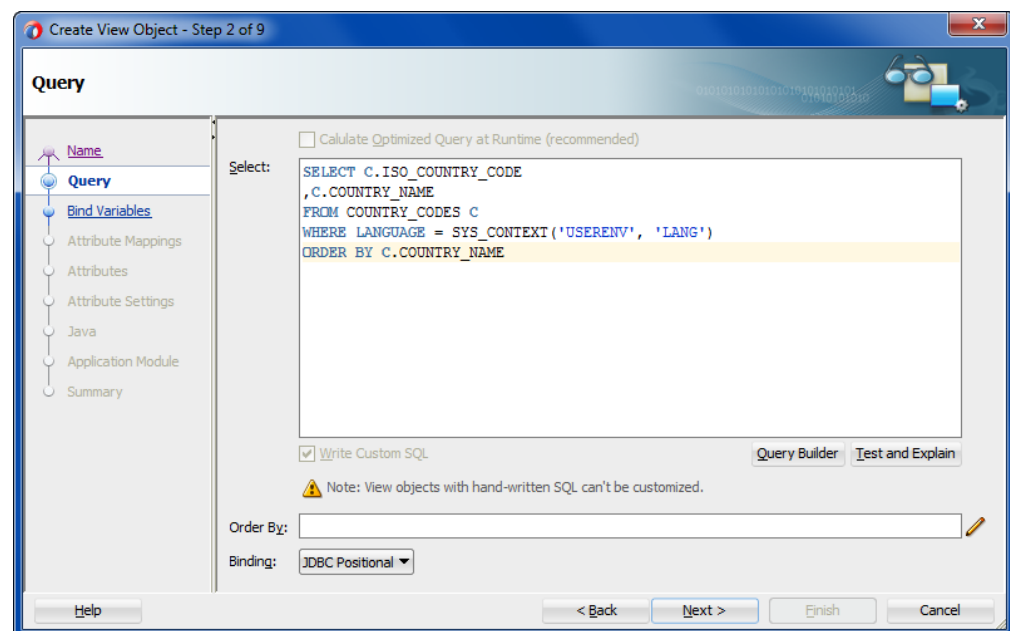 Create View Object - Step 2 of 9
Query
Name
Query
Bind Variables
Attribute Mappings
Attributes
Attribute Settings
Java
Application Module
Summary
Calulate Optimized Query at Runtime (recommended)
Select:
SELECT C.ISO_COUNTRY_CODE
,C.COUNTRY_NAME
FROM COUNTRY_CODES C
WHERE LANGUAGE = SYS_CONTEXT('USERENV', 'LANG')
ORDER BY C.COUNTRY_NAME
Write Custom SQL
Query Builder
Test and Explain
Note: View objects with hand-written SQL can't be customized.
Order By:
Binding:
JDBC Positional
Help
< Back
Next >
Finish
Cancel